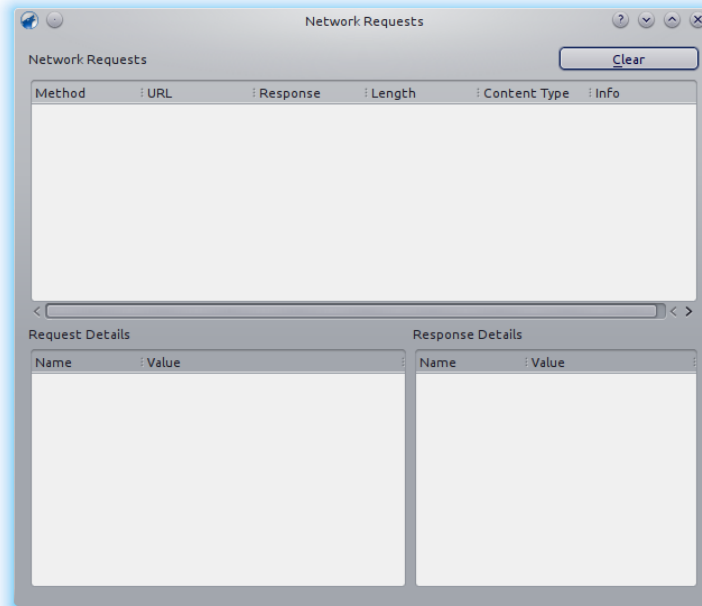 Network Requests
Network Requests Clear
Method URL Response Length Content Type Info
Request Details Response Details
Name Value Name Value